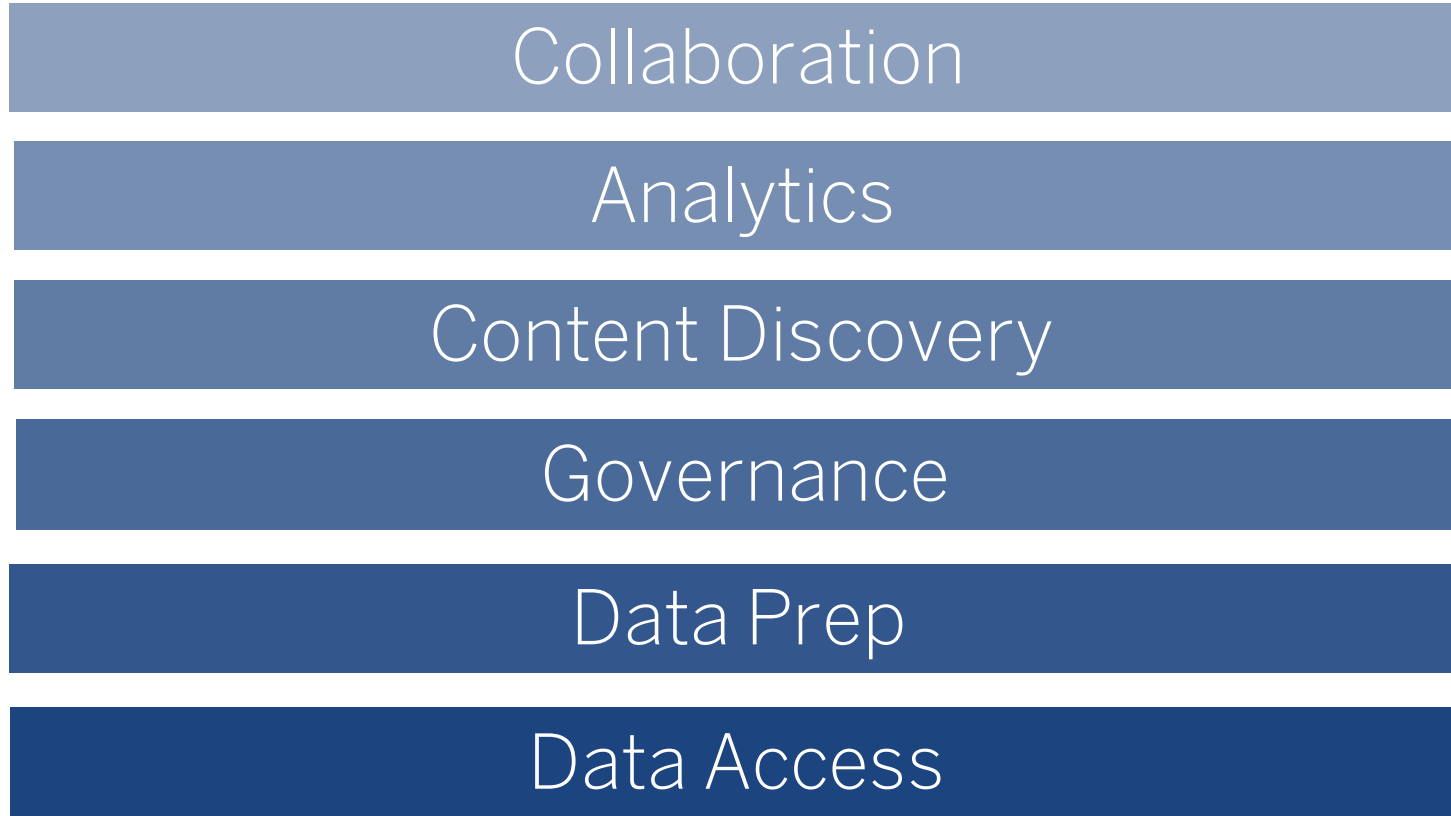 Collaboration
Analytics
Content Discovery
Governance
Data Prep
Data Access